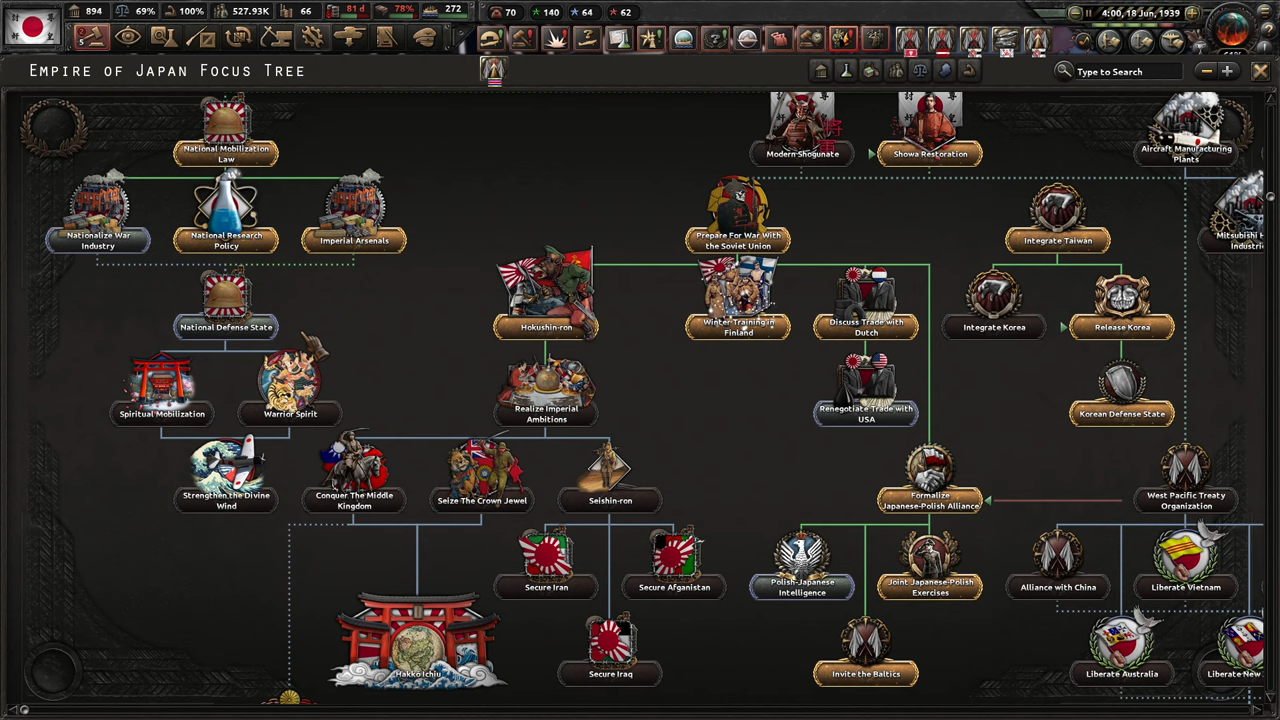 894
69%
100%
527.93K
66
81 d
78%
272
70
140
64
62
4:00, 18 Jun, 1939
2
5
Empire of Japan Focus Tree
Type to Search
National Mobilization
Law
Modern Shogunate
Showa Restoration
Aircraft Manufacturing
Plants
Nationalize War
Industry
National Research
Policy
Imperial Arsenals
Prepare For War With
the Soviet Union
Integrate Taiwan
Mitsubishi H
Industri
National Defense State
Hokushin-ron
Winter Training in
Finland
Discuss Trade with
Dutch
Integrate Korea
Release Korea
Spiritual Mobilization
Warrior Spirit
Realize Imperial
Ambitions
Renegotiate Trade with
USA
Korean Defense State
Strengthen the Divine
Wind
Conquer The Middle
Kingdom
Seize The Crown Jewel
Seishin-ron
Formalize
Japanese-Polish Alliance
West Pacific Treaty
Organization
Secure Iran
Secure Afganistan
Polish-Japanese
Intelligence
Joint Japanese-Polish
Exercises
Alliance with China
Liberate Vietnam
Hakko Ichiu
Secure Iraq
Invite the Baltics
Liberate Australia
Liberate New